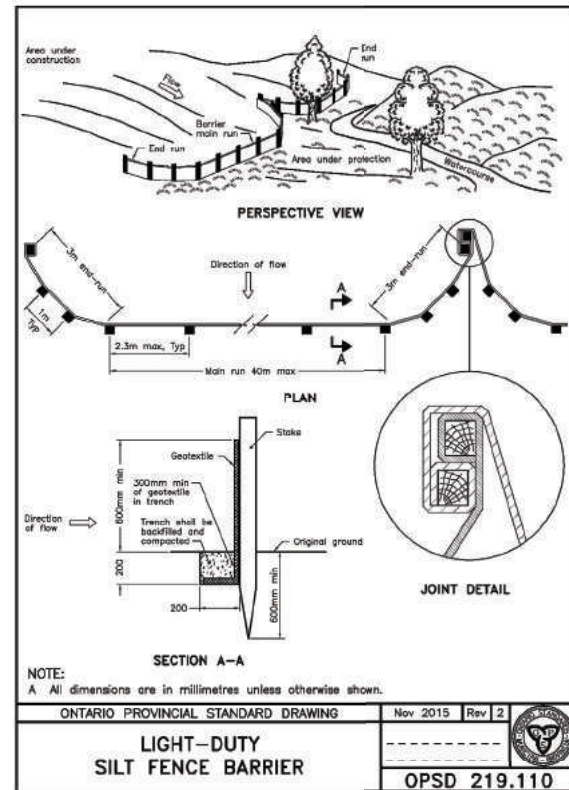 Area under
construction
Flow
End
run
Barrier
main run
End run
Area under protection
Watercourse
PERSPECTIVE VIEW
3m end-run
Direction of flow
A
3m end-run
1m
Typ
2.3m max, Typ
A
Main run 40m max
PLAN
Stake
Geotextile
300mm min
of geotextile
in trench
Trench shall be
backfilled and
compacted
Direction
of flow
600mm min
200
200
Original ground
600mm min
SECTION A-A
JOINT DETAIL
NOTE:
A All dimensions are in millimetres unless otherwise shown.
ONTARIO PROVINCIAL STANDARD DRAWING
Nov 2015 Rev 2
LIGHT-DUTY
SILT FENCE BARRIER
OPSD 219.110